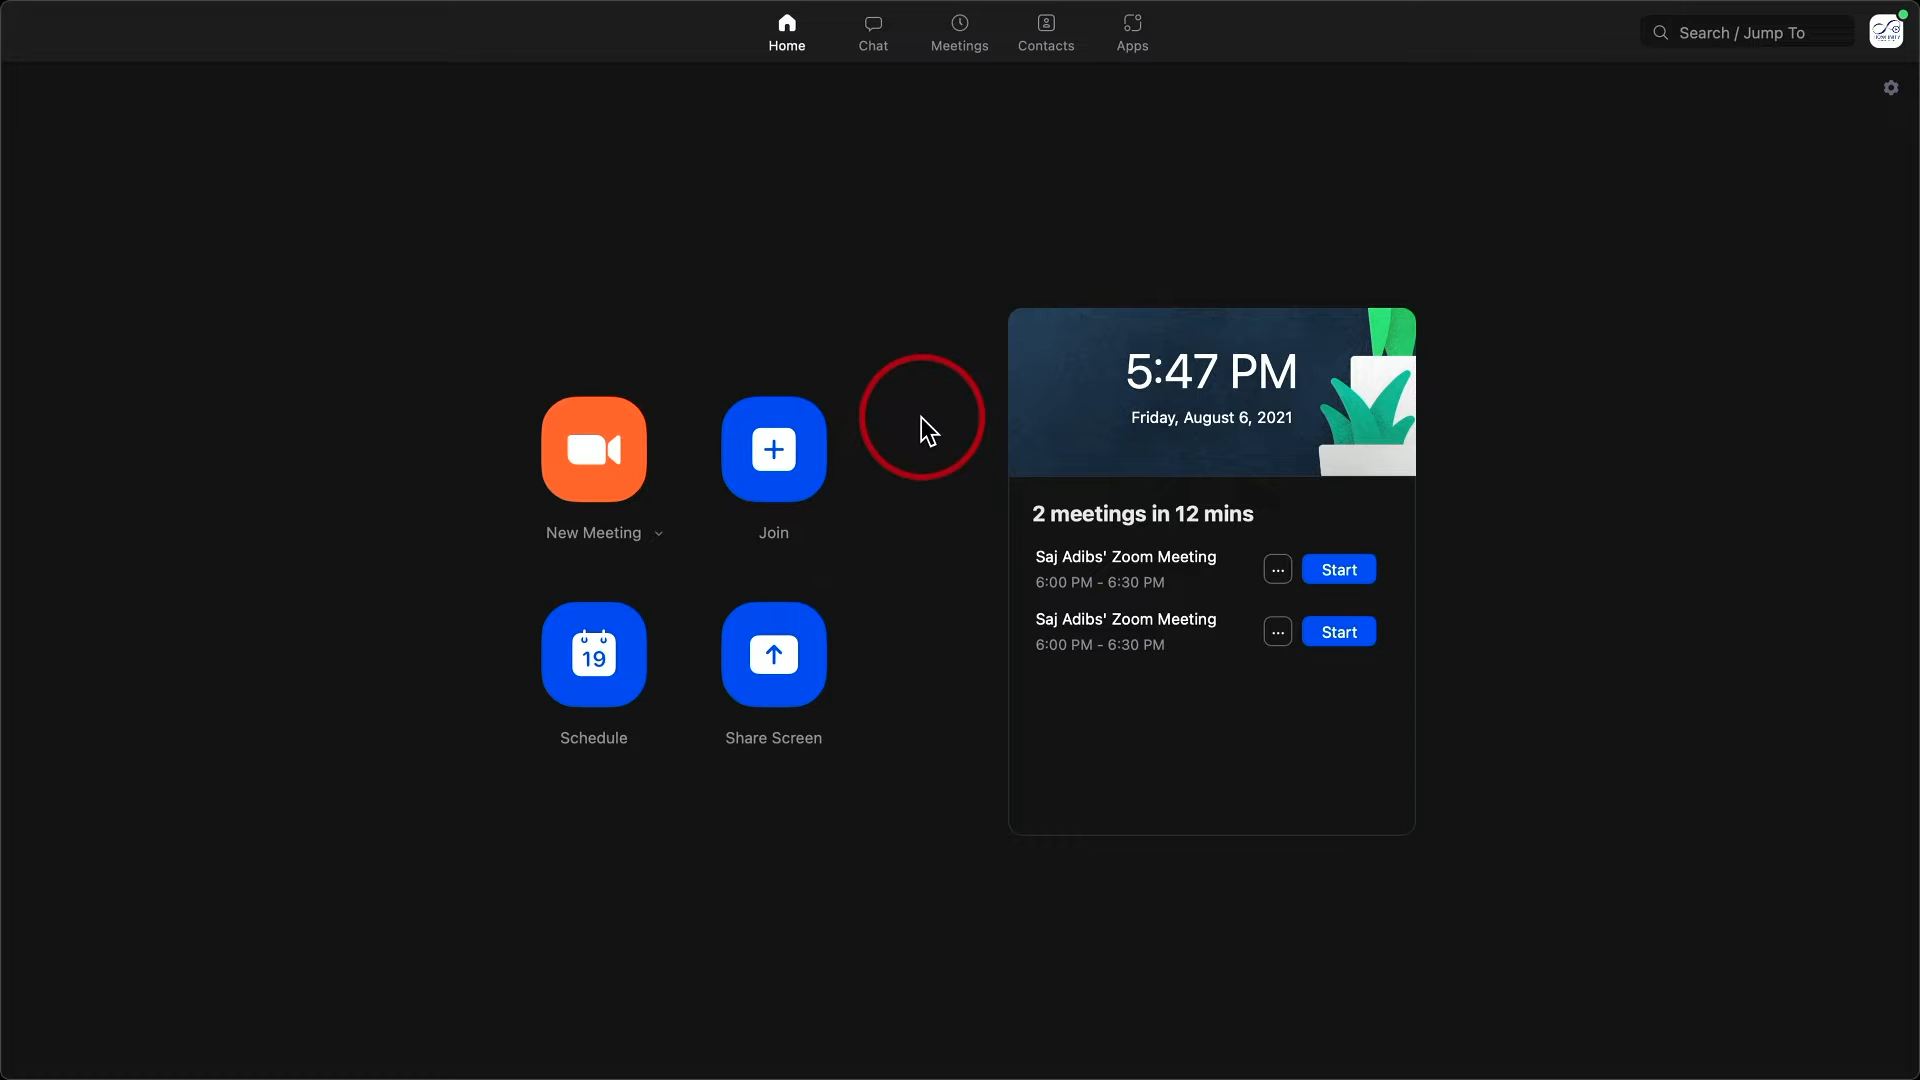 Home
Chat
Meetings
Contacts
Apps
Search / Jump To
5:47 PM
Friday, August 6, 2021
New Meeting
Join
2 meetings in 12 mins
Saj Adibs' Zoom Meeting
6:00 PM - 6:30 PM
Start
Saj Adibs' Zoom Meeting
6:00 PM - 6:30 PM
Start
19
Schedule
Share Screen